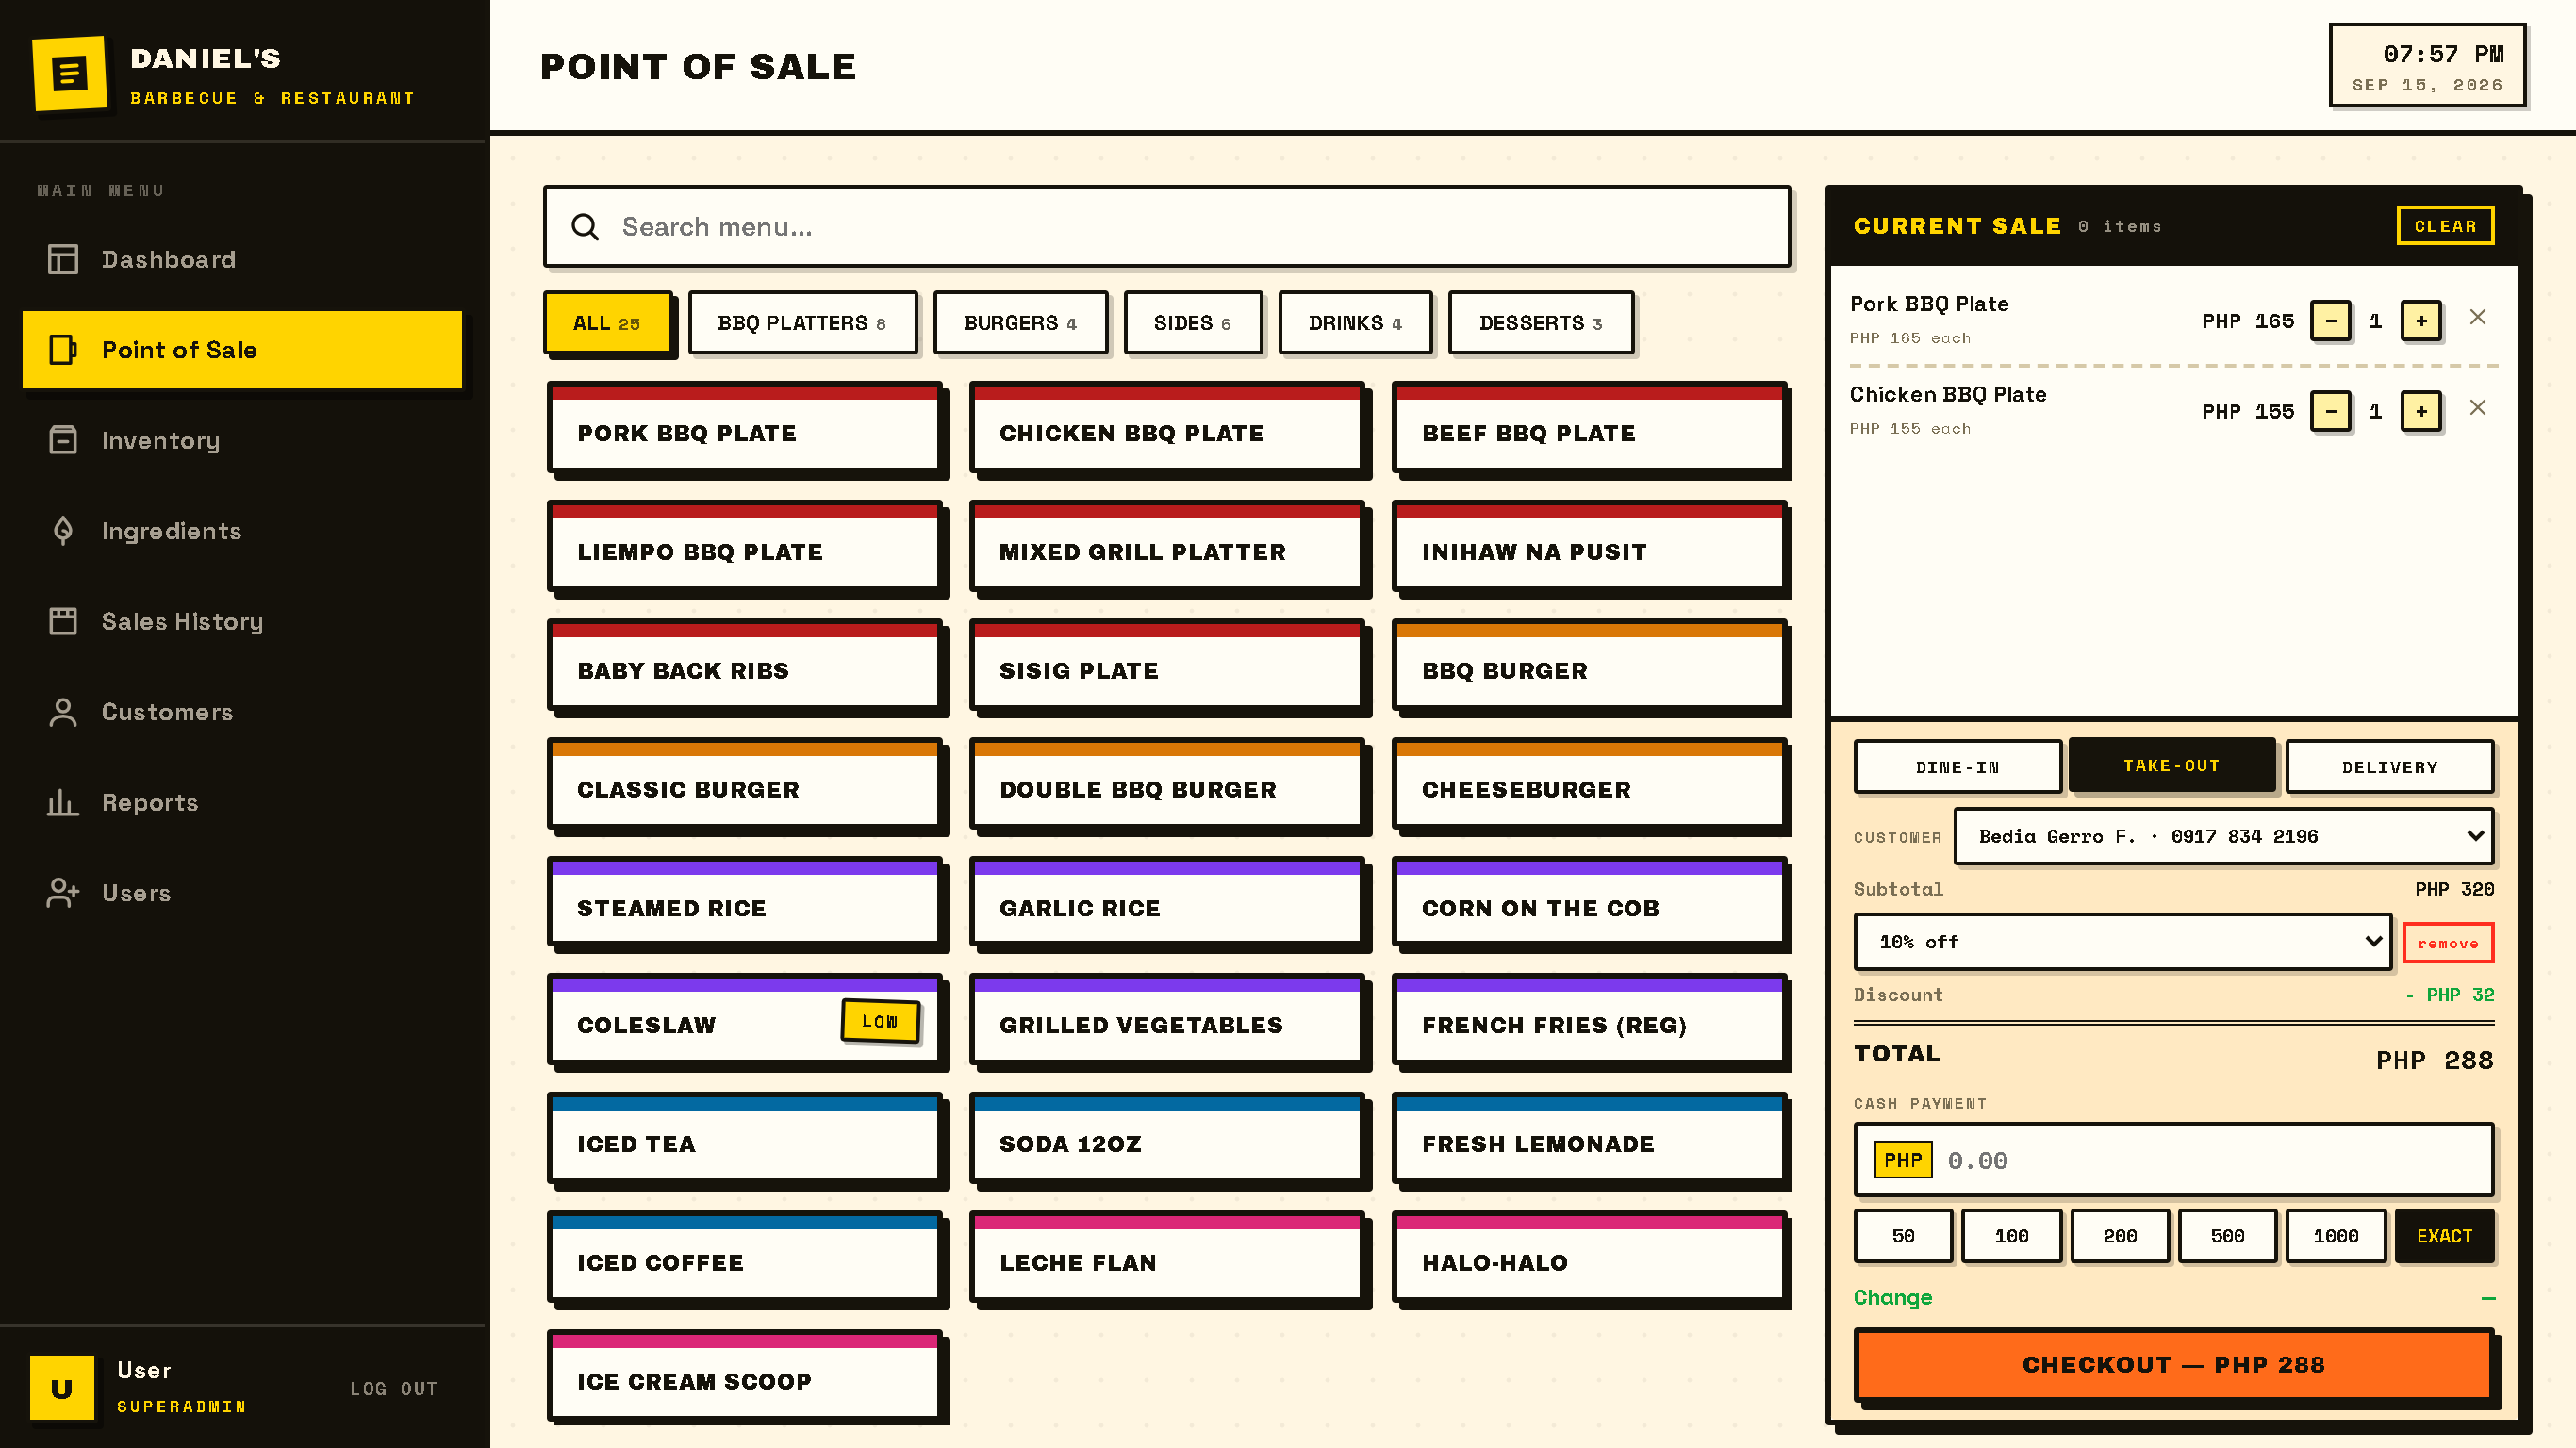 DANIEL'S
BARBECUE & RESTAURANT
MAIN MENU
Dashboard
Point of Sale
Inventory
Ingredients
Sales History
Customers
Reports
Users
U
User
SUPERADMIN
LOG OUT
POINT OF SALE
07:57 PM
SEP 15, 2026
Search menu...
ALL 25
BBQ PLATTERS 8
BURGERS 4
SIDES 6
DRINKS 4
DESSERTS 3
PORK BBQ PLATE
CHICKEN BBQ PLATE
BEEF BBQ PLATE
LIEMPO BBQ PLATE
MIXED GRILL PLATTER
INIHAW NA PUSIT
BABY BACK RIBS
SISIG PLATE
BBQ BURGER
CLASSIC BURGER
DOUBLE BBQ BURGER
CHEESEBURGER
STEAMED RICE
GARLIC RICE
CORN ON THE COB
COLESLAW
LOW
GRILLED VEGETABLES
FRENCH FRIES (REG)
ICED TEA
SODA 12OZ
FRESH LEMONADE
ICED COFFEE
LECHE FLAN
HALO-HALO
ICE CREAM SCOOP
CURRENT SALE 0 items
CLEAR
Pork BBQ Plate
PHP 165 each
PHP 165 − 1 + ×
Chicken BBQ Plate
PHP 155 each
PHP 155 − 1 + ×
DINE-IN
TAKE-OUT
DELIVERY
CUSTOMER
Bedia Gerro F. · 0917 834 2196
Subtotal PHP 320
10% off
remove
Discount - PHP 32
TOTAL PHP 288
CASH PAYMENT
PHP 0.00
50
100
200
500
1000
EXACT
Change —
CHECKOUT — PHP 288